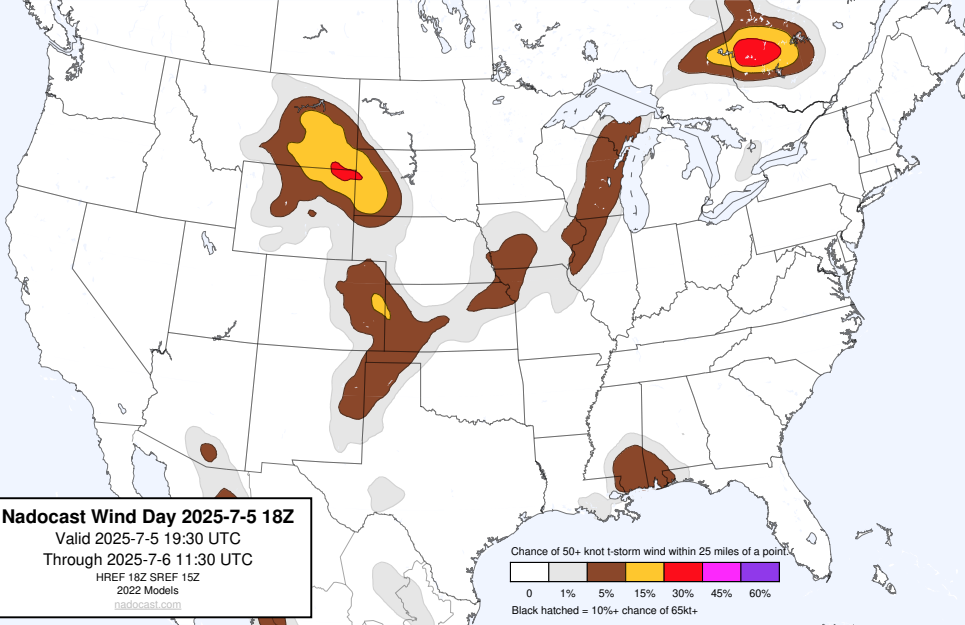 Nadocast Wind Day 2025-7-5 18Z
Valid 2025-7-5 19:30 UTC
Through 2025-7-6 11:30 UTC
HREF 18Z SREF 15Z
2022 Models
nadocast.com
Chance of 50+ knot t-storm wind within 25 miles of a point.
0 1% 5% 15% 30% 45% 60%
Black hatched = 10%+ chance of 65kt+